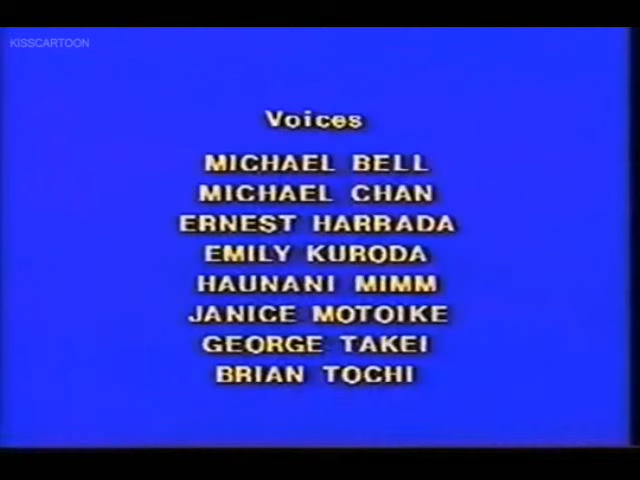 KISSCARTOON
Voices
MICHAEL BELL
MICHAEL CHAN
ERNEST HARRADA
EMILY KURODA
HAUNANI MIMM
JANICE MOTOIKE
GEORGE TAKEI
BRIAN TOCHI